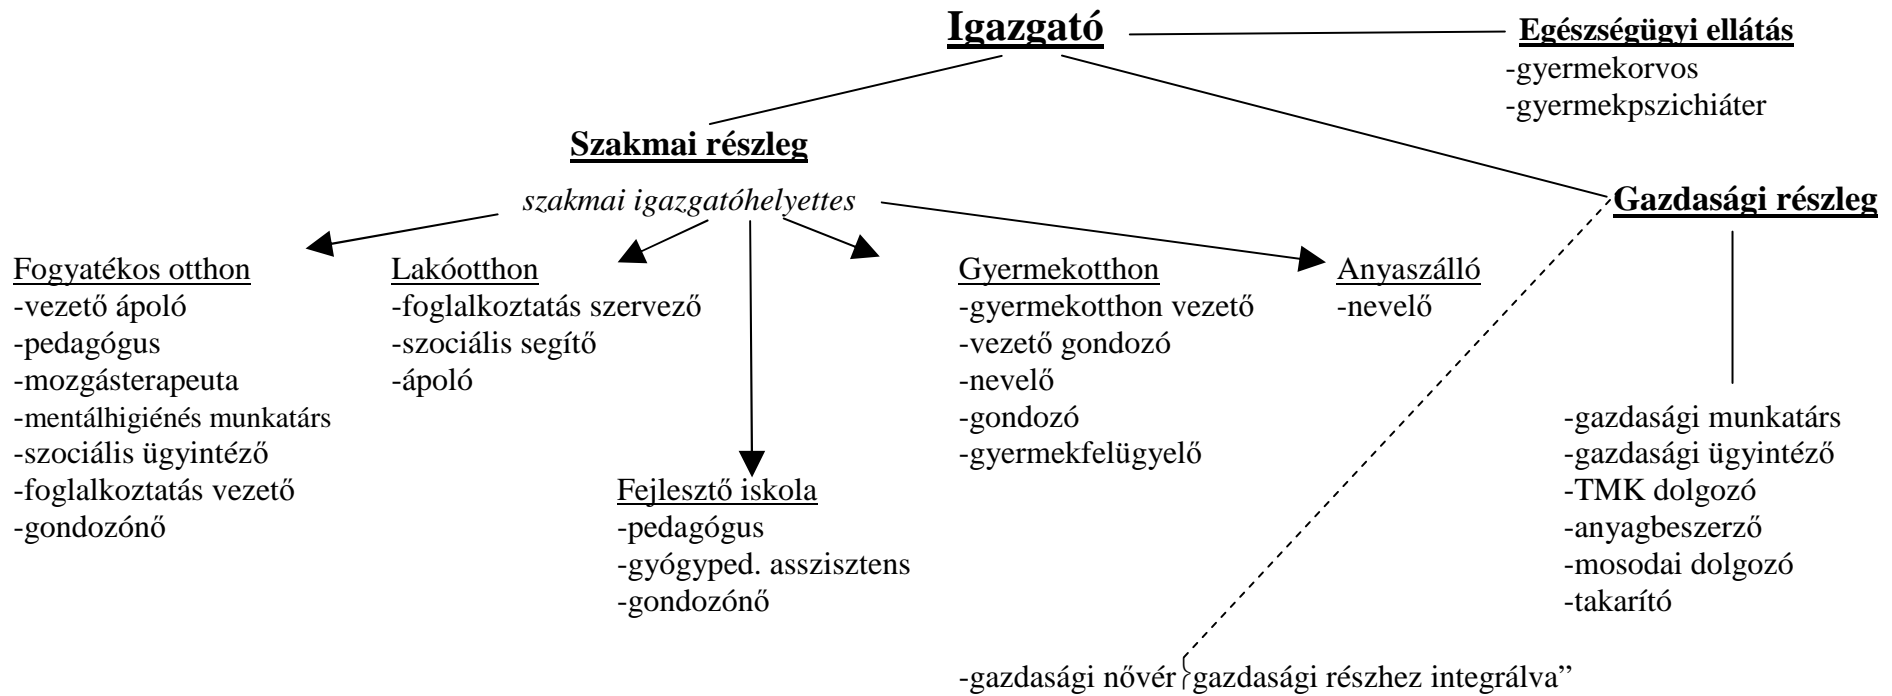 Igazgató
Egészségügyi ellátás
-gyermekorvos
-gyermekpszichiáter
Szakmai részleg
szakmai igazgatóhelyettes
Gazdasági részleg
Fogyatékos otthon
-vezető ápoló
-pedagógus
-mozgásterapeuta
-mentálhigiénés munkatárs
-szociális ügyintéző
-foglalkoztatás vezető
-gondozónő
Lakóotthon
-foglalkoztatás szervező
-szociális segítő
-ápoló
Fejlesztő iskola
-pedagógus
-gyógyped. asszisztens
-gondozónő
Gyermekotthon
-gyermekotthon vezető
-vezető gondozó
-nevelő
-gondozó
-gyermekfelügyelő
Anyaszálló
-nevelő
-gazdasági munkatárs
-gazdasági ügyintéző
-TMK dolgozó
-anyagbeszerző
-mosodai dolgozó
-takarító
-gazdasági nővér{gazdasági részhez integrálva”